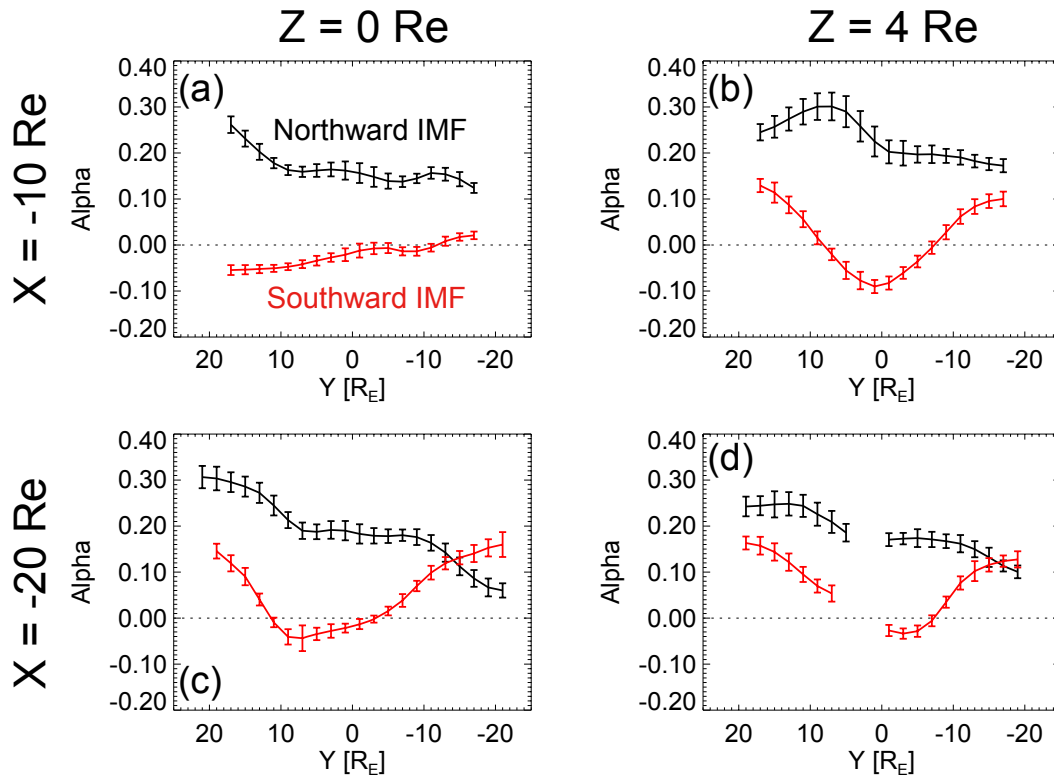 Z = 0 Re
Z = 4 Re
X = -10 Re
(a)
Northward IMF
Southward IMF
Alpha
0.40
0.30
0.20
0.10
0.00
-0.10
-0.20
20 10 0 -10 -20
Y [RE]
(b)
Alpha
0.40
0.30
0.20
0.10
0.00
-0.10
-0.20
20 10 0 -10 -20
Y [RE]
X = -20 Re
(c)
Alpha
0.40
0.30
0.20
0.10
0.00
-0.10
-0.20
20 10 0 -10 -20
Y [RE]
(d)
Alpha
0.40
0.30
0.20
0.10
0.00
-0.10
-0.20
20 10 0 -10 -20
Y [RE]